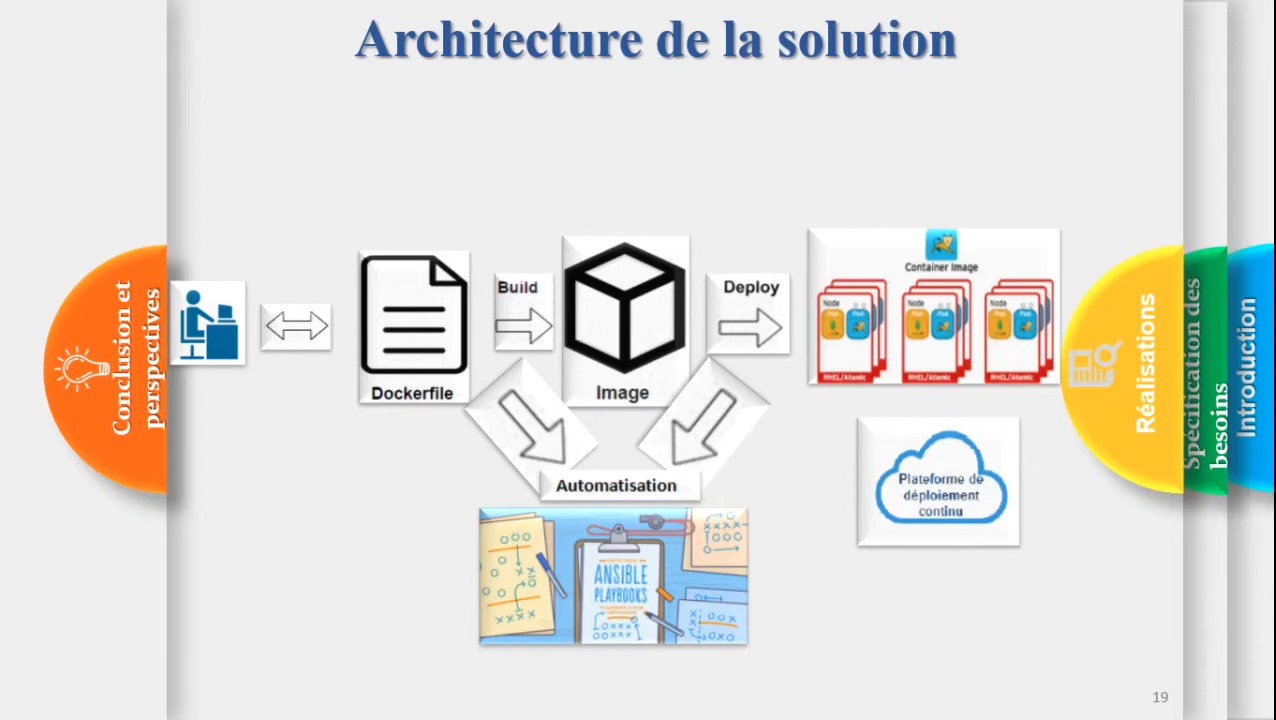 Architecture de la solution
Conclusion et
perspectives
Dockerfile
Build
Image
Deploy
Container Image
Node
Node
Node
RHEL/Atomic
RHEL/Atomic
RHEL/Atomic
Automatisation
ANSIBLE
PLAYBOOKS
Plateforme de
déploiement
continu
Réalisations
Spécification des
besoins
Introduction
19